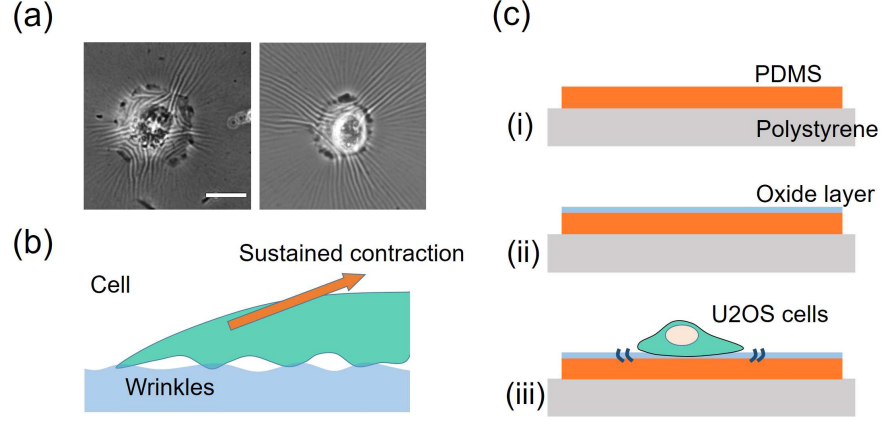 (a)
(b)
Sustained contraction
Cell
Wrinkles
(c)
PDMS
(i)
Polystyrene
Oxide layer
(ii)
U2OS cells
(iii)